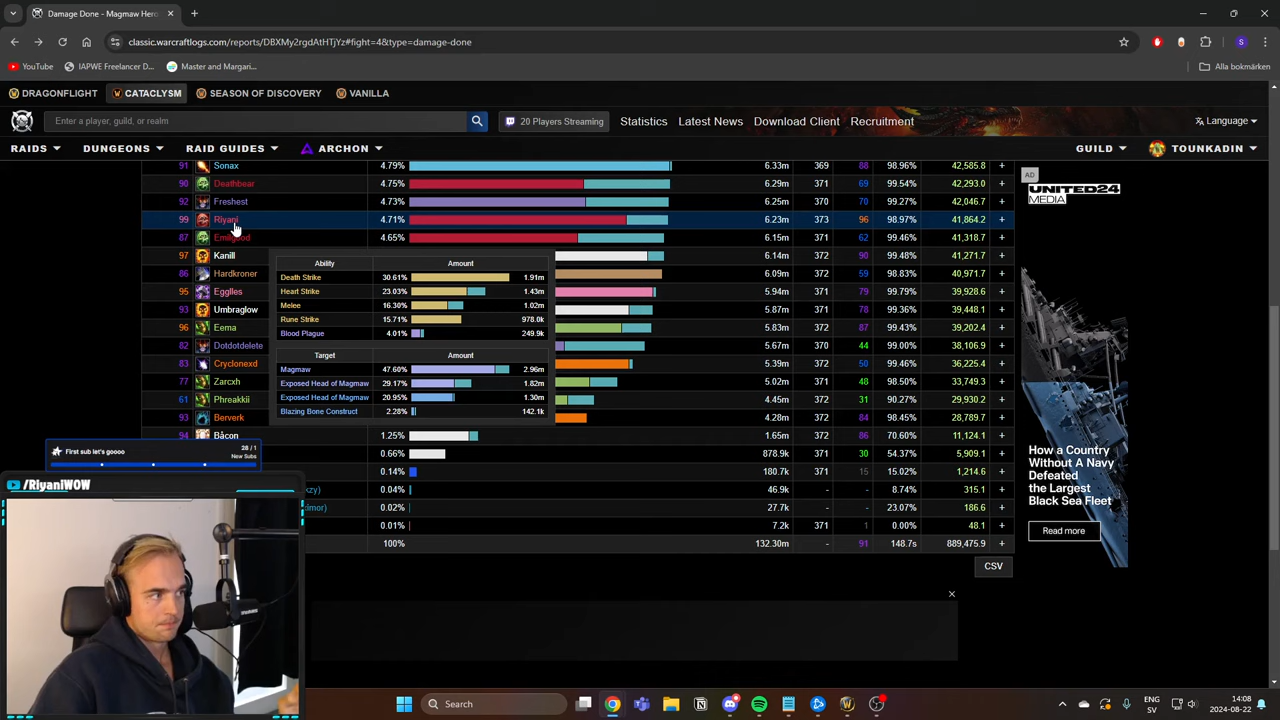 Damage Done - Magmaw Hero
classic.warcraftlogs.com/reports/DBXMy2rgdAtHTjYz#fight=4&type=damage-done
S
YouTube IAPWE Freelancer D... Master and Margari... Alla bokmärken
DRAGONFLIGHT CATACLYSM SEASON OF DISCOVERY VANILLA
Enter a player, guild, or realm 20 Players Streaming Statistics Latest News Download Client Recruitment Language
RAIDS DUNGEONS RAID GUIDES ARCHON GUILD TOUNKADIN
91 Sonax 4.79% 6.33m 369 88 98.96% 42,585.8 +
90 Deathbear 4.75% 6.29m 371 69 99.54% 42,293.0 +
92 Freshest 4.73% 6.25m 370 70 99.27% 42,046.7 +
99 Riyani 4.71% 6.23m 373 96 98.97% 41,864.2 +
87 Emilgood 4.65% 6.15m 371 62 99.46% 41,318.7 +
97 Kanill 6.14m 372 90 99.48% 41,271.7 +
86 Hardkroner 6.09m 372 59 98.83% 40,971.7 +
95 Egglles 5.94m 371 79 99.79% 39,928.6 +
93 Umbraglow 5.87m 371 78 99.36% 39,448.1 +
96 Eema 5.83m 372 87 99.43% 39,202.4 +
82 Dotdotdelete 5.67m 370 44 99.00% 38,106.9 +
83 Cryclonexd 5.39m 372 50 99.46% 36,225.4 +
77 Zarcxh 5.02m 371 48 98.50% 33,749.3 +
61 Phreakkii 4.45m 371 31 90.27% 29,930.2 +
93 Berverk 4.28m 372 84 98.45% 28,789.7 +
94 Båcon 1.25% 1.65m 372 86 70.60% 11,124.1 +
0.66% 878.9k 371 30 54.37% 5,909.1 +
0.14% 180.7k 371 15 15.02% 1,214.6 +
kzy) 0.04% 46.9k - 8.74% 315.1 +
imor) 0.02% 27.7k - 23.07% 186.6 +
0.01% 7.2k 371 1 0.00% 48.1 +
100% 132.30m - 91 148.7s 889,475.9 +
CSV
Ability Amount
Death Strike 30.61% 1.91m
Heart Strike 23.03% 1.43m
Melee 16.30% 1.02m
Rune Strike 15.71% 978.0k
Blood Plague 4.01% 249.9k
Target Amount
Magmaw 47.60% 2.96m
Exposed Head of Magmaw 29.17% 1.82m
Exposed Head of Magmaw 20.95% 1.30m
Blazing Bone Construct 2.28% 142.1k
AD
UNITED24
MEDIA
How a Country
Without A Navy
Defeated
the Largest
Black Sea Fleet
Read more
First sub let's goooo 28 / 1
New Subs
/RiyaniWOW
Search
ENG
SV
14:08
2024-08-22